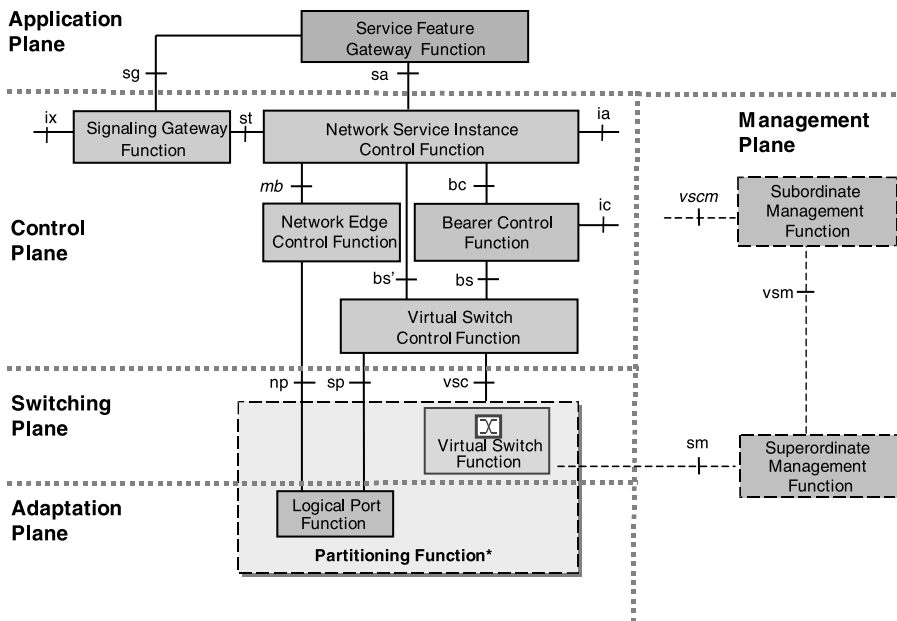 Application
Plane
Service Feature
Gateway Function
sg
sa
ix
Signaling Gateway
Function
st
Network Service Instance
Control Function
ia
Management
Plane
mb
bc
vscm
Subordinate
Management
Function
Control
Plane
Network Edge
Control Function
Bearer Control
Function
ic
bs'
bs
vsm
Virtual Switch
Control Function
np
sp
vsc
Switching
Plane
Virtual Switch
Function
sm
Superordinate
Management
Function
Adaptation
Plane
Logical Port
Function
Partitioning Function*